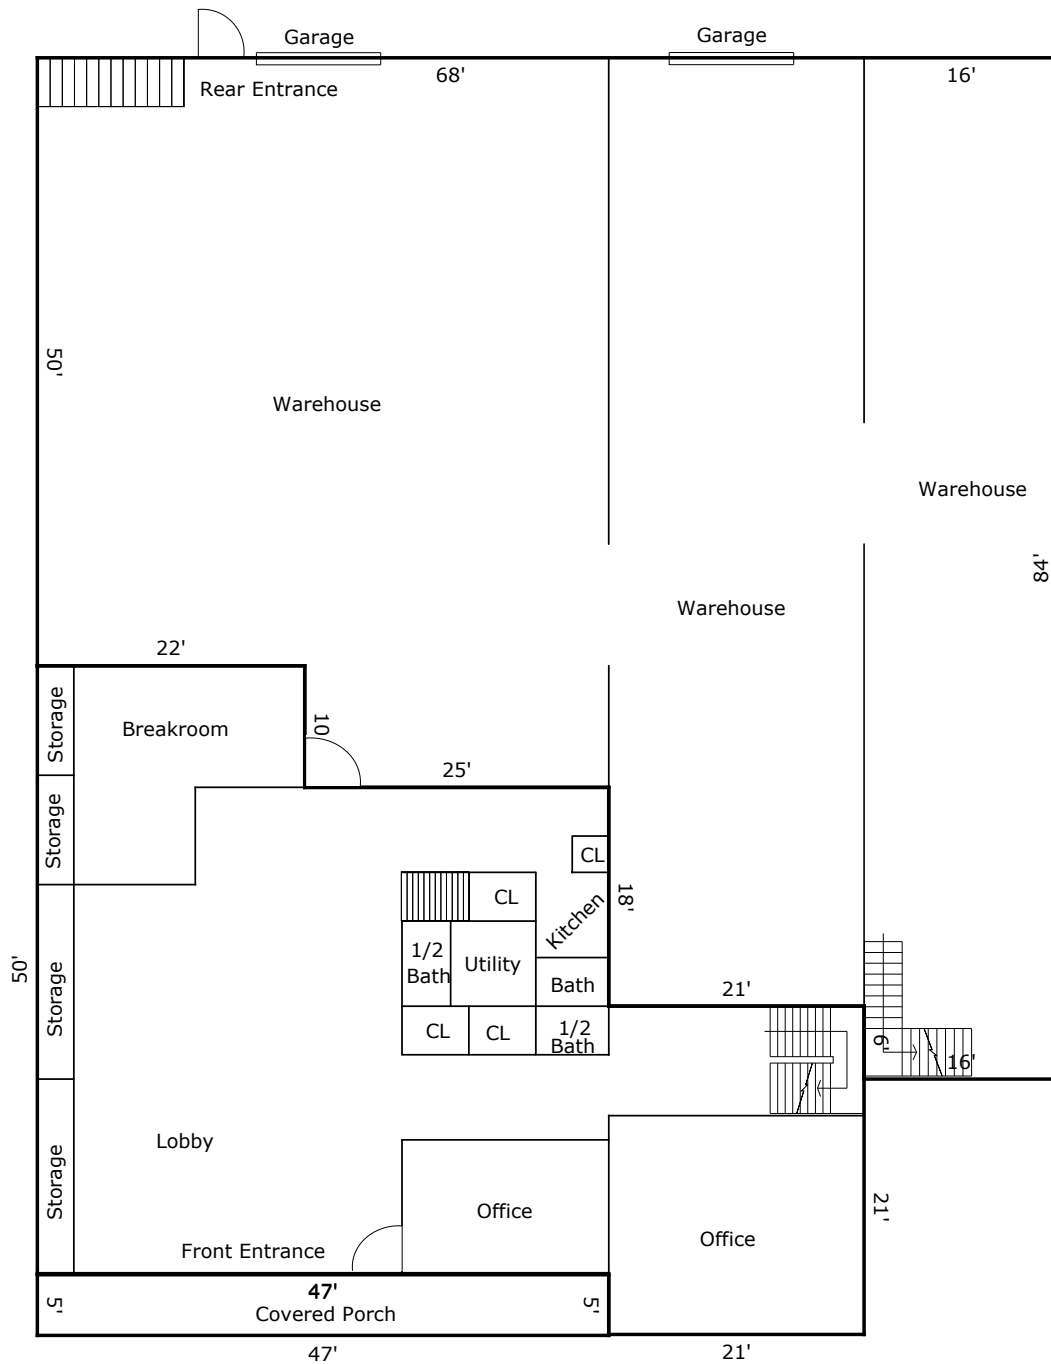 Garage
Garage
68'
16'
Rear Entrance
50'
Warehouse
Warehouse
84'
Warehouse
22'
Storage
Breakroom
10
25'
Storage
CL
18'
CL
Kitchen
1/2
Bath
Utility
50'
Storage
Bath
21'
CL
CL
1/2
Bath
6'
16'
Lobby
Storage
Office
21'
Office
Front Entrance
5'
47'
5'
Covered Porch
47'
21'